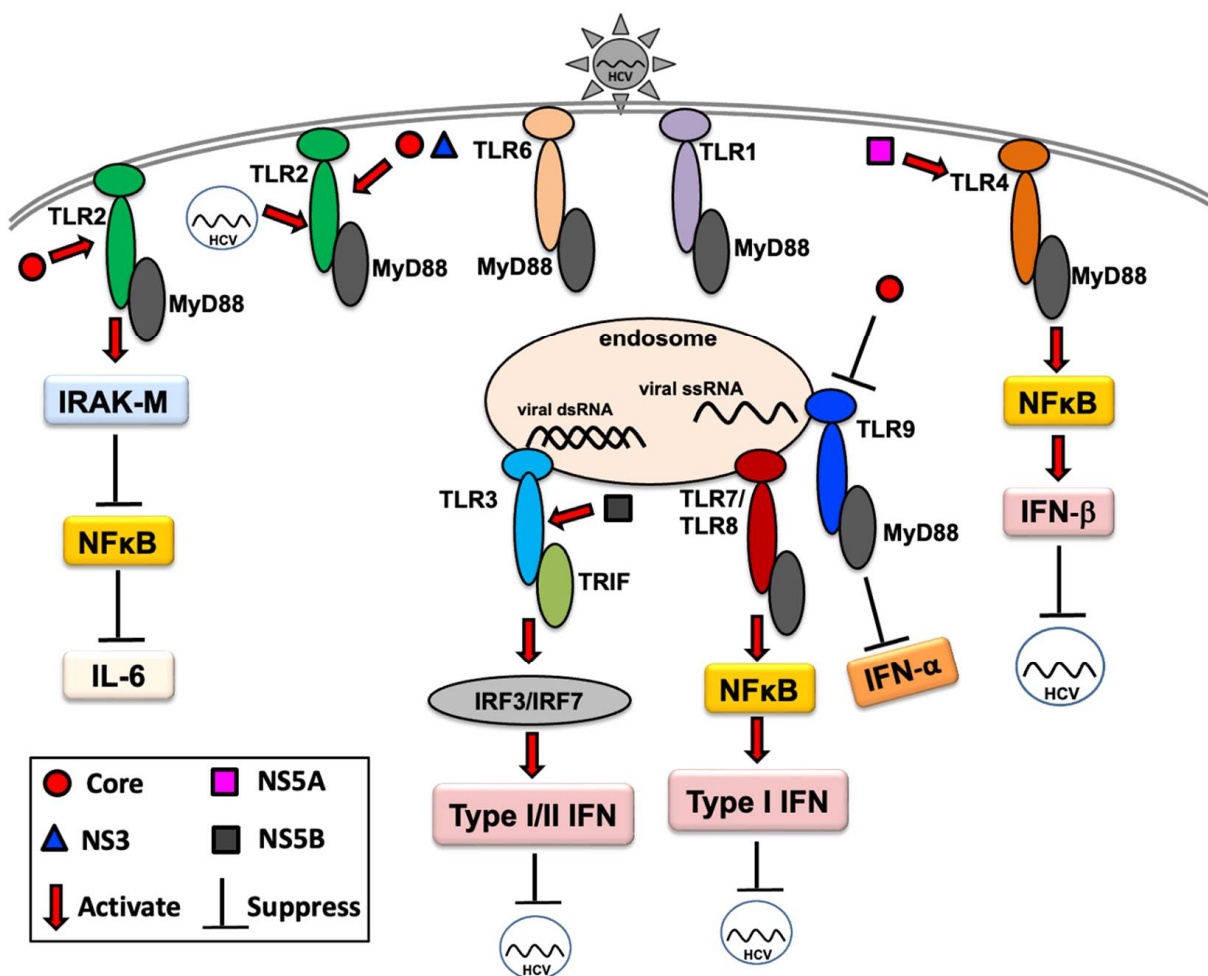 HCV
TLR2
MyD88
IRAK-M
NFκB
IL-6
TLR2
HCV
MyD88
TLR6
MyD88
TLR1
MyD88
TLR4
MyD88
NFκB
IFN-β
HCV
endosome
viral dsRNA
viral ssRNA
TLR3
TRIF
IRF3/IRF7
Type I/II IFN
HCV
TLR7/
TLR8
NFκB
Type I IFN
HCV
TLR9
MyD88
IFN-α
Core
NS5A
NS3
NS5B
Activate
Suppress